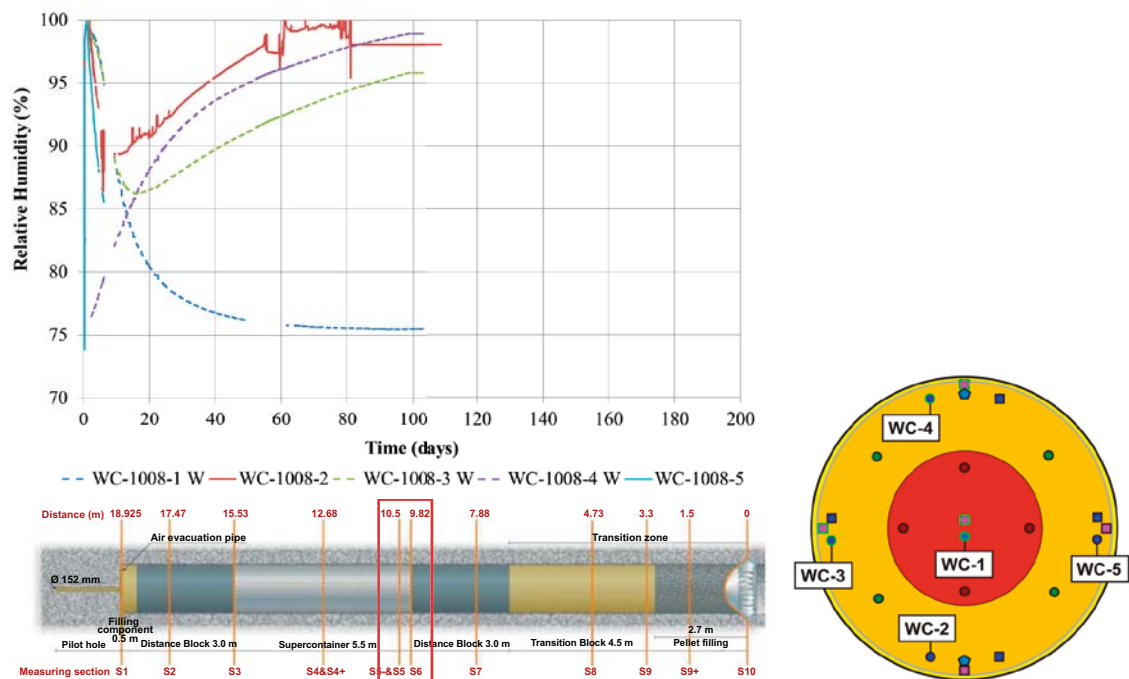 100
95
90
85
80
75
70
Relative Humidity (%)
0 20 40 60 80 100 120 140 160 180 200
Time (days)
WC-1008-1 W WC-1008-2 WC-1008-3 W WC-1008-4 W WC-1008-5
Distance (m) 18.925 17.47 15.53 12.68 10.5 9.82 7.88 4.73 3.3 1.5 0
Air evacuation pipe Transition zone
Ø 152 mm
Filling
component
0.5 m
2.7 m
Pilot hole Distance Block 3.0 m Supercontainer 5.5 m Distance Block 3.0 m Transition Block 4.5 m Pellet filling
Measuring section S1 S2 S3 S4&S4+ S5-&S5 S6 S7 S8 S9 S9+ S10
WC-4
WC-1
WC-3
WC-5
WC-2